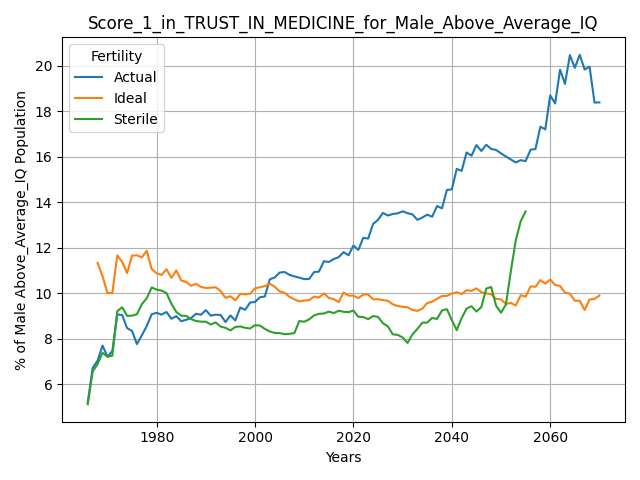 Score_1_in_TRUST_IN_MEDICINE_for_Male_Above_Average_IQ
Fertility
Actual
Ideal
Sterile
% of Male Above_Average_IQ Population
20
18
16
14
12
10
8
6
1980
2000
2020
2040
2060
Years